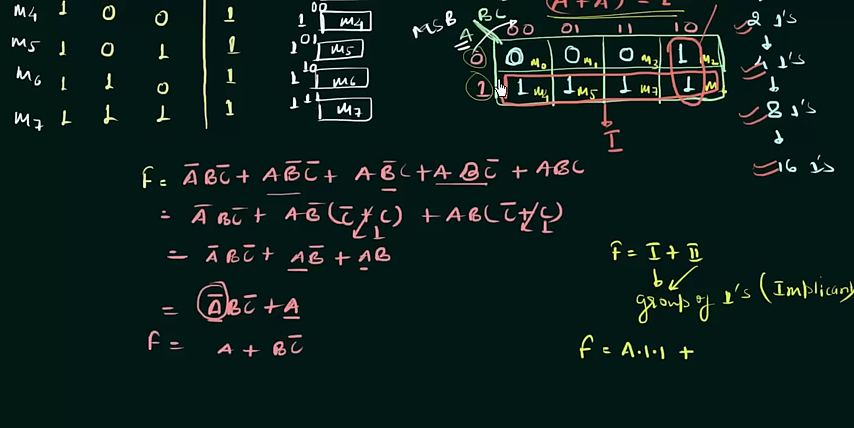 m4 1 0 0 1 1 00 m4
m5 1 0 1 1 1 01 m5
m6 1 1 0 1 1 10 m6
m7 1 1 1 1 1 11 m7
MSB A BC 00 01 11 10
0 0 m0 0 m1 0 m3 1 m2
1 1 m4 1 m5 1 m7 1 m
I
2 1's
4 1's
8 1's
16 1's
F = A̅BC̅ + AB̅C̅ + AB̅C + ABC̅ + ABC
= A̅BC̅ + AB̅(C̅+C) + AB(C̅+C)
1 1
= A̅BC̅ + AB̅ + AB
= A̅BC̅ + A
F = A + BC̅
F = I + II
group of 1's (Implicant)
F = A.1.1 +